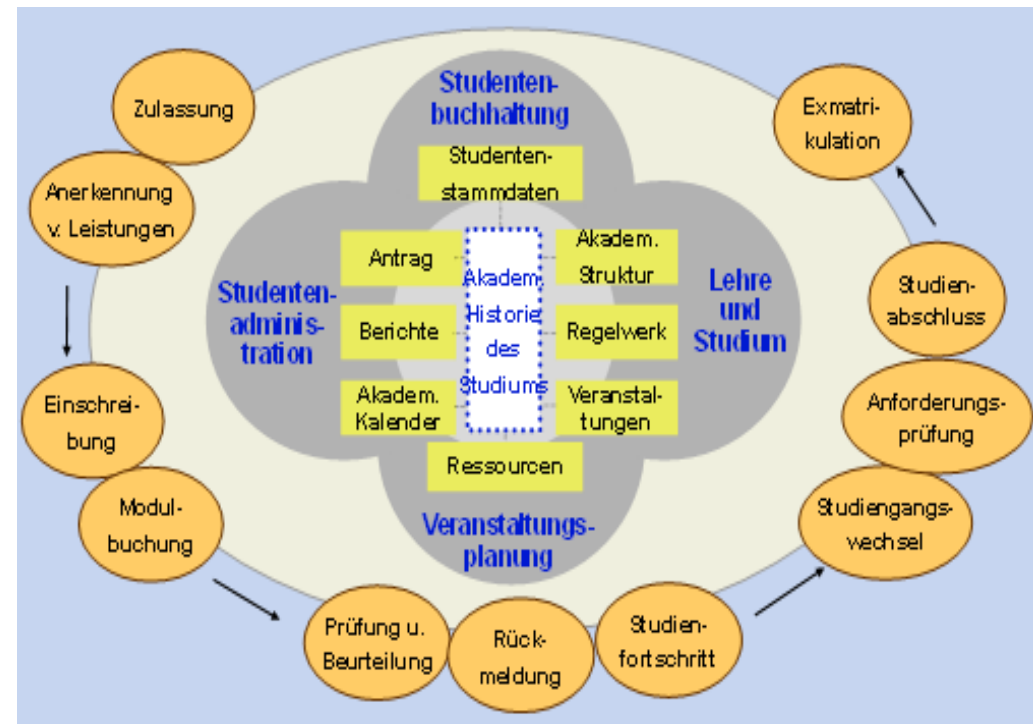 Zulassung
Anerkennung
v. Leistungen
Einschrei-
bung
Modul-
buchung
Prüfung u.
Beurteilung
Rück-
meldung
Studien-
fortschritt
Studiengangs-
wechsel
Anforderungs-
prüfung
Studien-
abschluss
Exmatri-
kulation
Studenten-
buchhaltung
Studenten-
stammdaten
Studenten-
adminis-
tration
Antrag
Berichte
Akadem.
Kalender
Akadem.
Historie
des
Studiums
Akadem.
Struktur
Regelwerk
Veranstal-
tungen
Lehre
und
Studium
Ressourcen
Veranstaltungs-
planung